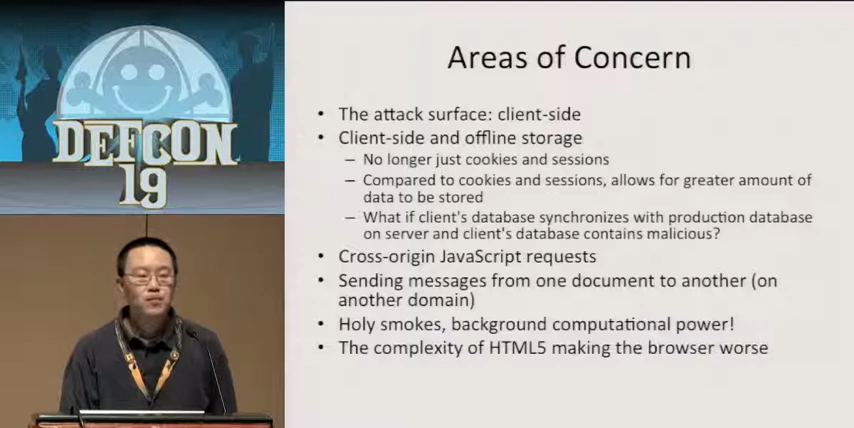 DEFCON
19
Areas of Concern
• The attack surface: client-side
• Client-side and offline storage
– No longer just cookies and sessions
– Compared to cookies and sessions, allows for greater amount of
data to be stored
– What if client's database synchronizes with production database
on server and client's database contains malicious?
• Cross-origin JavaScript requests
• Sending messages from one document to another (on
another domain)
• Holy smokes, background computational power!
• The complexity of HTML5 making the browser worse